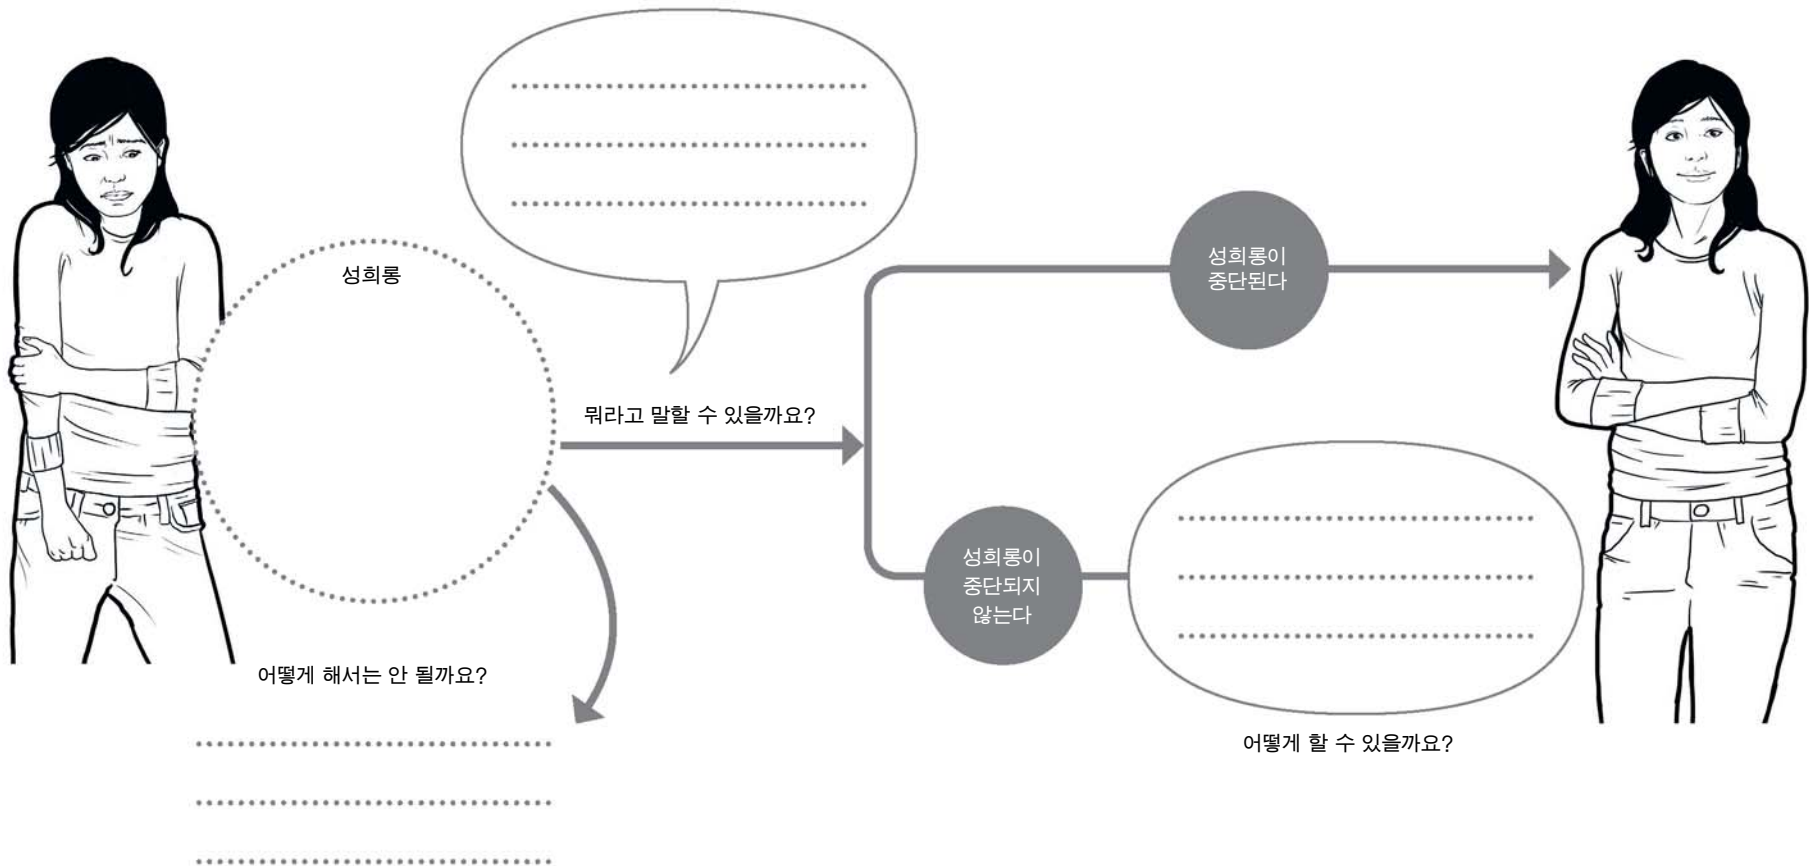 성희롱
뭐라고 말할 수 있을까요?
성희롱이
중단된다
성희롱이
중단되지
않는다
어떻게 해서는 안 될까요?
어떻게 할 수 있을까요?